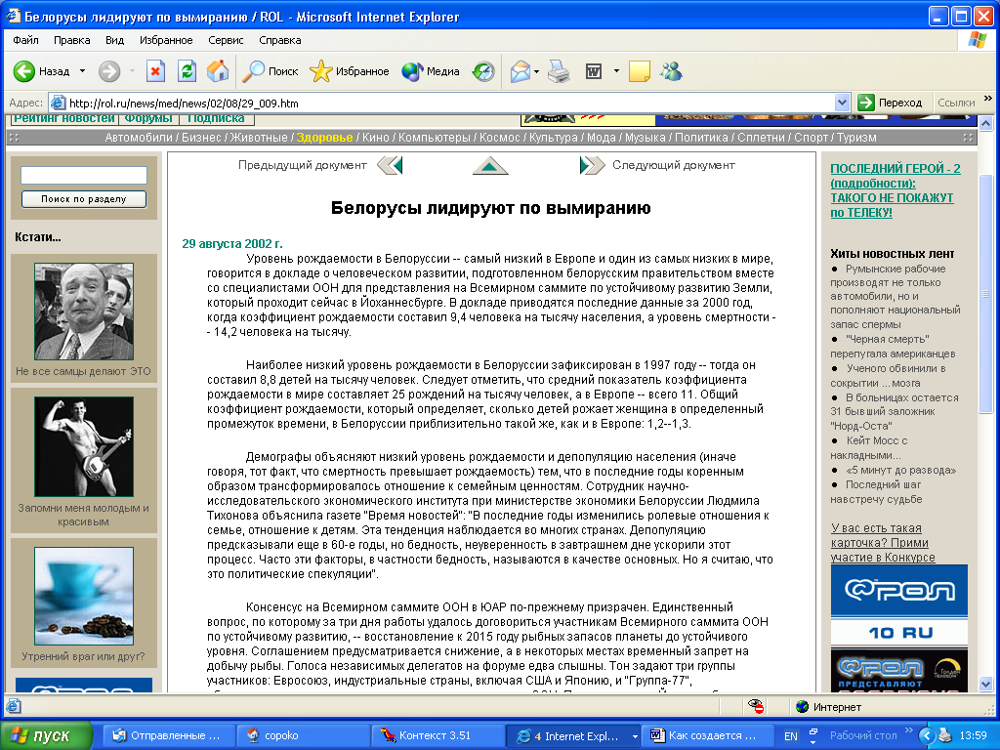 Белорусы лидируют по вымиранию / ROL - Microsoft Internet Explorer
Файл Правка Вид Избранное Сервис Справка
Назад Поиск Избранное Медиа
Адрес: http://rol.ru/news/med/news/02/08/29_009.htm Переход Ссылки »
Рейтинг новостей Форумы Подписка
Автомобили / Бизнес / Животные / Здоровье / Кино / Компьютеры / Космос / Культура / Мода / Музыка / Политика / Сплетни / Спорт / Туризм
Поиск по разделу
Кстати...
Не все самцы делают ЭТО
Запомни меня молодым и
красивым
Утренний враг или друг?
Предыдущий документ Следующий документ
Белорусы лидируют по вымиранию
29 августа 2002 г.
Уровень рождаемости в Белоруссии -- самый низкий в Европе и один из самых низких в мире,
говорится в докладе о человеческом развитии, подготовленном белорусским правительством вместе
со специалистами ООН для представления на Всемирном саммите по устойчивому развитию Земли,
который проходит сейчас в Йоханнесбурге. В докладе приводятся последние данные за 2000 год,
когда коэффициент рождаемости составил 9,4 человека на тысячу населения, а уровень смертности -
- 14,2 человека на тысячу.
Наиболее низкий уровень рождаемости в Белоруссии зафиксирован в 1997 году -- тогда он
составил 8,8 детей на тысячу человек. Следует отметить, что средний показатель коэффициента
рождаемости в мире составляет 25 рождений на тысячу человек, а в Европе -- всего 11. Общий
коэффициент рождаемости, который определяет, сколько детей рожает женщина в определенный
промежуток времени, в Белоруссии приблизительно такой же, как и в Европе: 1,2--1,3.
Демографы объясняют низкий уровень рождаемости и депопуляцию населения (иначе
говоря, тот факт, что смертность превышает рождаемость) тем, что в последние годы коренным
образом трансформировалось отношение к семейным ценностям. Сотрудник научно-
исследовательского экономического института при министерстве экономики Белоруссии Людмила
Тихонова объяснила газете "Время новостей": "В последние годы изменились ролевые отношения к
семье, отношение к детям. Эта тенденция наблюдается во многих странах. Депопуляцию
предсказывали еще в 60-е годы, но бедность, неуверенность в завтрашнем дне ускорили этот
процесс. Часто эти факторы, в частности бедность, называются в качестве основных. Но я считаю, что
это политические спекуляции".
Консенсус на Всемирном саммите ООН в ЮАР по-прежнему призрачен. Единственный
вопрос, по которому за три дня работы удалось договориться участникам Всемирного саммита ООН
по устойчивому развитию, -- восстановление к 2015 году рыбных запасов планеты до устойчивого
уровня. Соглашением предусматривается снижение, а в некоторых местах временный запрет на
добычу рыбы. Голоса независимых делегатов на форуме едва слышны. Тон задают три группы
участников: Евросоюз, индустриальные страны, включая США и Японию, и "Группа-77",
ПОСЛЕДНИЙ ГЕРОЙ - 2
(подробности):
ТАКОГО НЕ ПОКАЖУТ
по ТЕЛЕКУ!
Хиты новостных лент
● Румынские рабочие
производят не только
автомобили, но и
пополняют национальный
запас спермы
● "Черная смерть"
перепугала американцев
● Ученого обвинили в
сокрытии ... мозга
● В больницах остается
31 бывший заложник
"Норд-Оста"
● Кейт Мосс с
накладными...
● «5 минут до развода»
● Последний шаг
навстречу судьбе
У вас есть такая
карточка? Прими
участие в Конкурсе
@РОЛ
10 RU
@РОЛ Голден Телеком
ПРЕДСТАВЛЯЮТ
Интернет
пуск Отправленные ... copoko Контекст 3.51 4 Internet Expl... Как создается ... EN Рабочий стол » 13:59